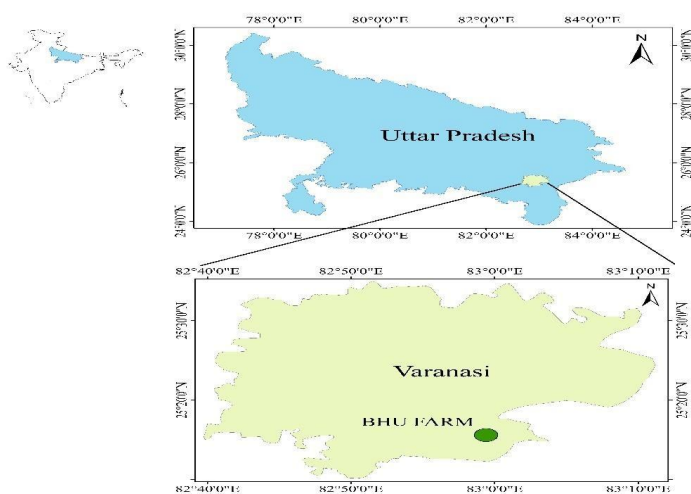 78°0'0"E 80°0'0"E 82°0'0"E 84°0'0"E
N
30°0'0"N
28°0'0"N
26°0'0"N
24°0'0"N
Uttar Pradesh
30°0'0"N
28°0'0"N
26°0'0"N
24°0'0"N
78°0'0"E 80°0'0"E 82°0'0"E 84°0'0"E
82°40'0"E 82°50'0"E 83°0'0"E 83°10'0"E
N
25°30'0"N
25°20'0"N
Varanasi
BHU FARM
25°30'0"N
25°20'0"N
82°40'0"E 82°50'0"E 83°0'0"E 83°10'0"E